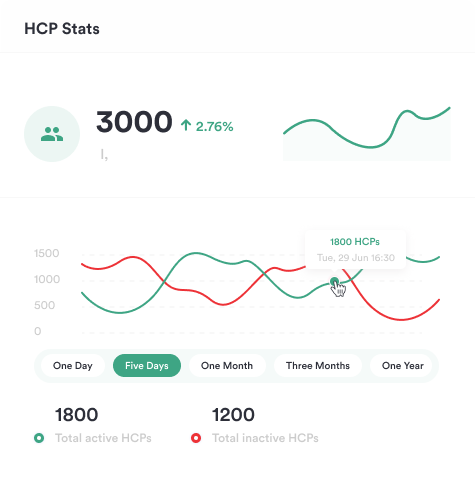 HCP Stats
3000 2.76%
l,
1800 HCPs
Tue, 29 Jun 16:30
1500
1000
500
0
One Day Five Days One Month Three Months One Year
1800 1200
Total active HCPs Total inactive HCPs